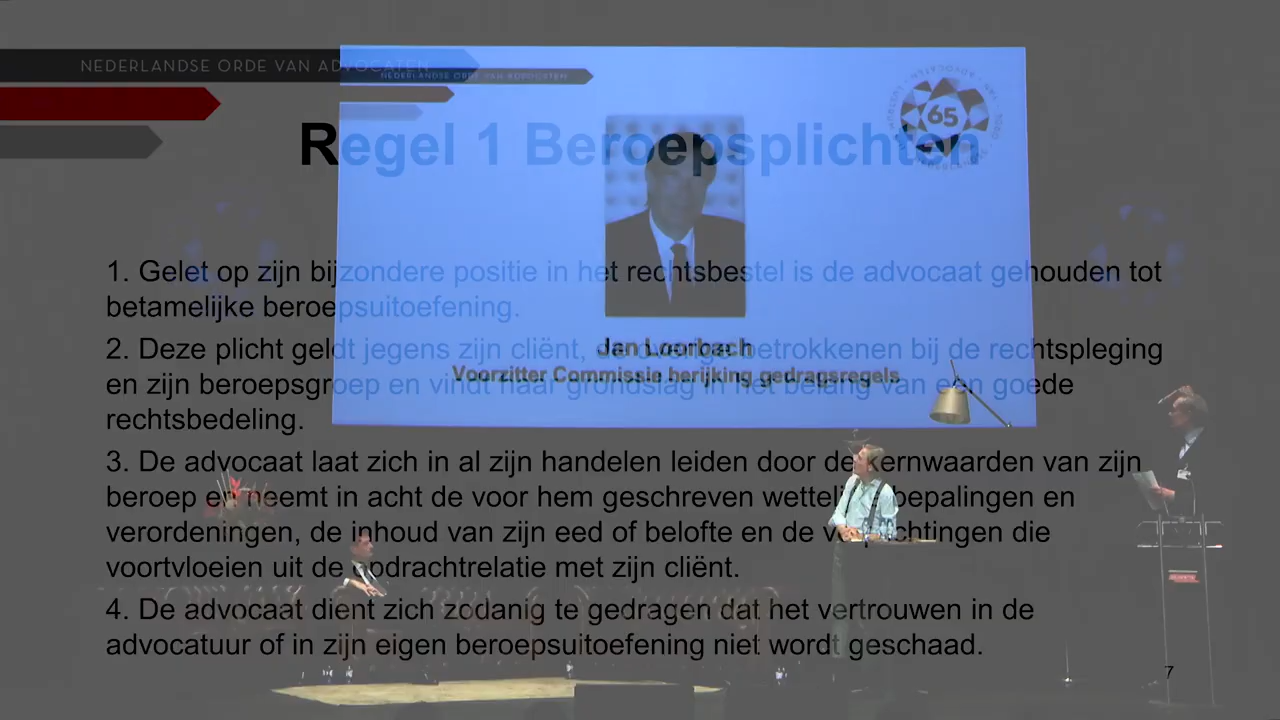 NEDERLANDSE ORDE VAN ADVOCATEN
NEDERLANDSE ORDE VAN ADVOCATEN
65
Regel 1 Beroepsplichten
1. Gelet op zijn bijzondere positie in het rechtsbestel is de advocaat gehouden tot
betamelijke beroepsuitoefening.
Jan Loorbach
Voorzitter Commissie herijking gedragsregels
2. Deze plicht geldt jegens zijn cliënt, betrokkenen bij de rechtspleging
en zijn beroepsgroep en vindt haar grondslag in het belang van een goede
rechtsbedeling.
3. De advocaat laat zich in al zijn handelen leiden door de kernwaarden van zijn
beroep en neemt in acht de voor hem geschreven wettelijke bepalingen en
verordeningen, de inhoud van zijn eed of belofte en de verplichtingen die
voortvloeien uit de opdrachtrelatie met zijn cliënt.
4. De advocaat dient zich zodanig te gedragen dat het vertrouwen in de
advocatuur of in zijn eigen beroepsuitoefening niet wordt geschaad.
7